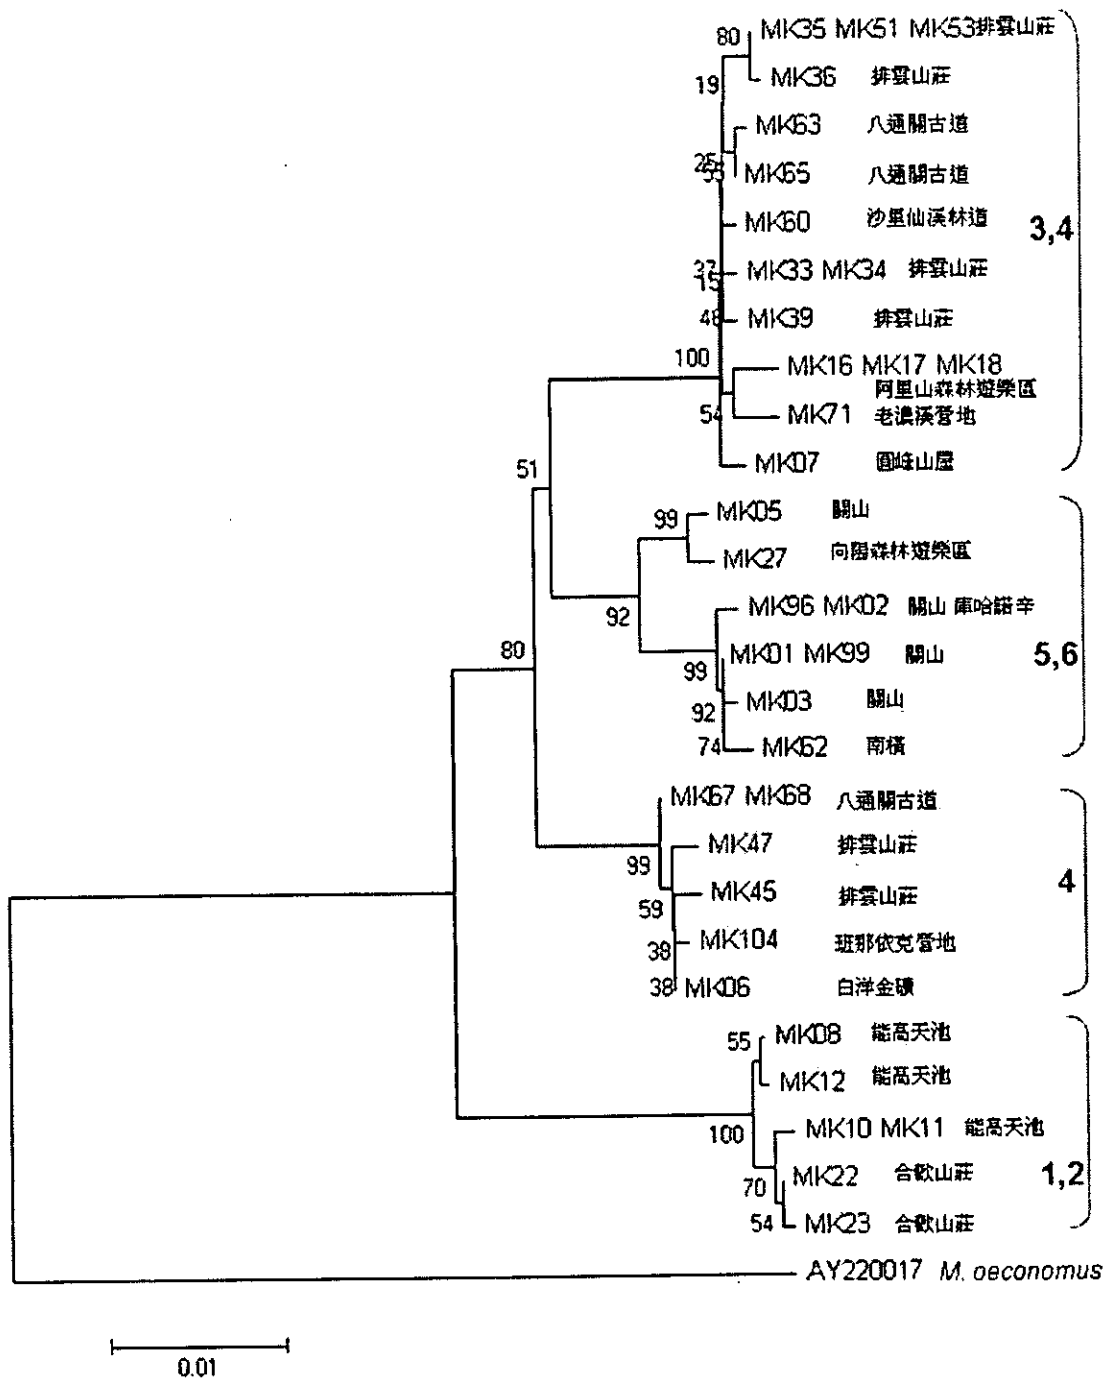 80
MK35 MK51 MK53排雲山莊
19
MK36 排雲山莊
MK63 八通關古道
25
55
MK65 八通關古道
MK60 沙里仙溪林道
3,4
37
MK33 MK34 排雲山莊
15
48
MK39 排雲山莊
100
MK16 MK17 MK18
阿里山森林遊樂區
54
MK71 老濃溪營地
MK07 圓峰山屋
51
99
MK05 關山
MK27 向陽森林遊樂區
92
MK96 MK02 關山 庫哈諾辛
80
MK01 MK99 關山
5,6
99
MK03 關山
92
74
MK62 南橫
MK67 MK68 八通關古道
MK47 排雲山莊
99
4
MK45 排雲山莊
59
MK104 班那依克營地
38
38
MK06 白洋金礦
55
MK08 能高天池
MK12 能高天池
100
MK10 MK11 能高天池
MK22 合歡山莊
1,2
70
54
MK23 合歡山莊
AY220017 M. oeconomus
0.01